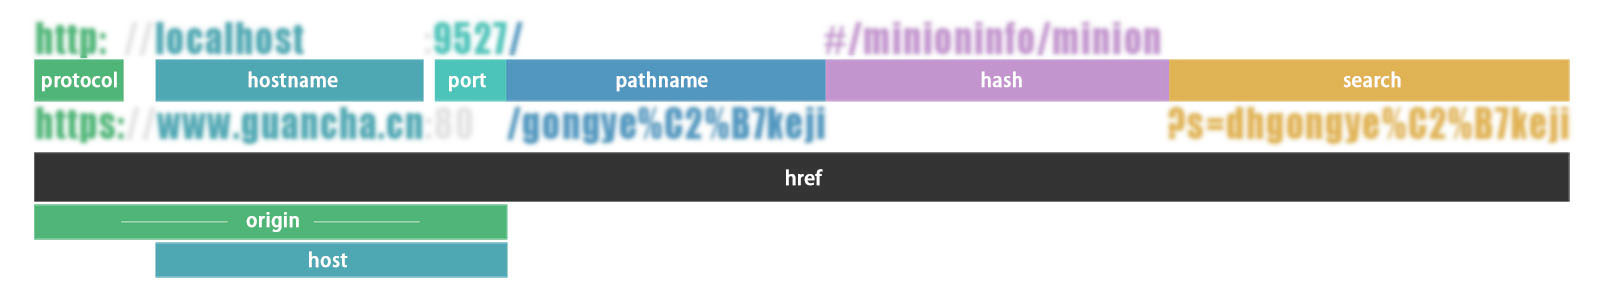 http: //localhost :9527/ #/minioninfo/minion
protocol hostname port pathname hash search
https://www.guancha.cn:80 /gongye%C2%B7keji ?s=dhgongye%C2%B7keji
href
origin
host